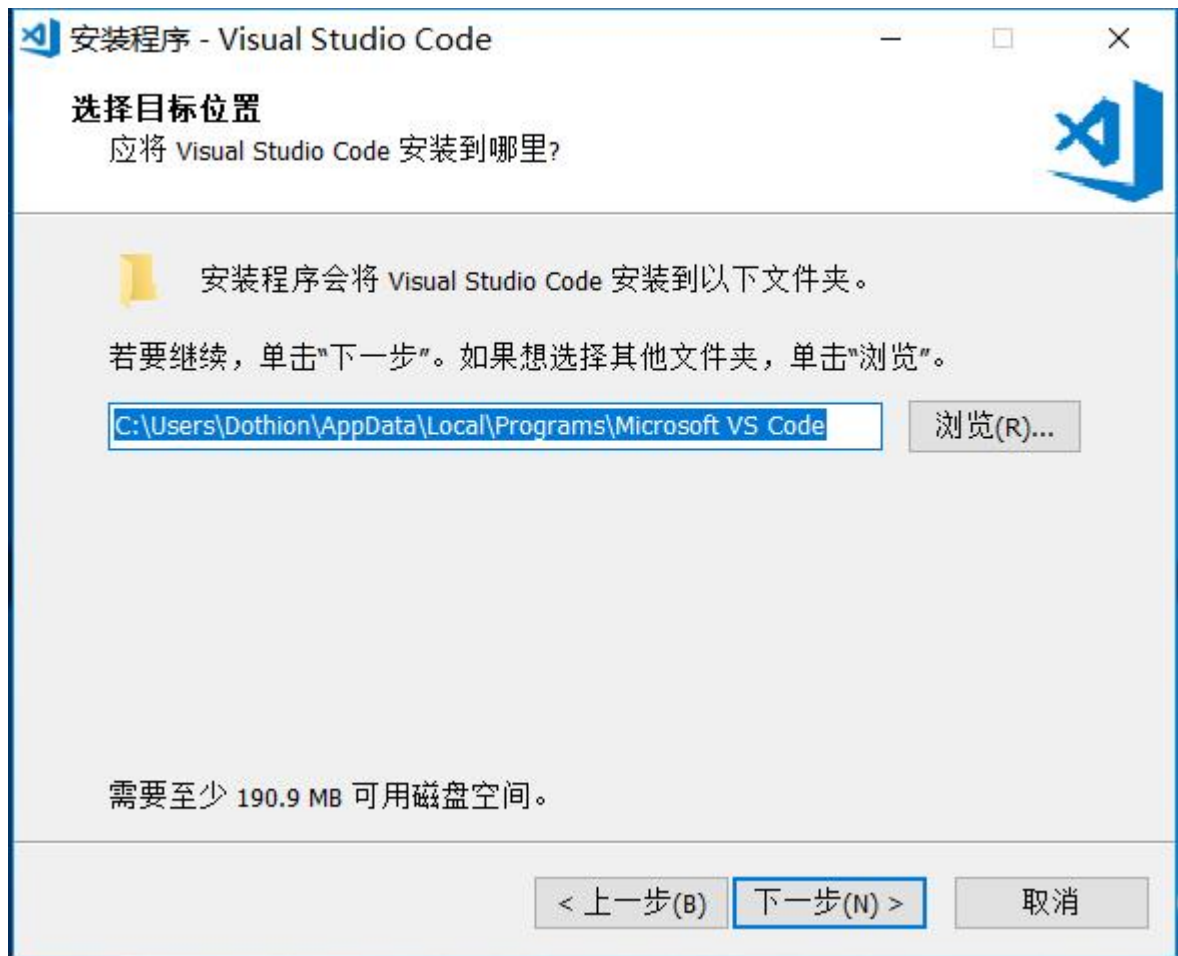 安装程序 - Visual Studio Code
选择目标位置
应将 Visual Studio Code 安装到哪里?
安装程序会将 Visual Studio Code 安装到以下文件夹。
若要继续，单击“下一步”。如果想选择其他文件夹，单击“浏览”。
C:\Users\Dothion\AppData\Local\Programs\Microsoft VS Code
浏览(R)...
需要至少 190.9 MB 可用磁盘空间。
< 上一步(B)
下一步(N) >
取消